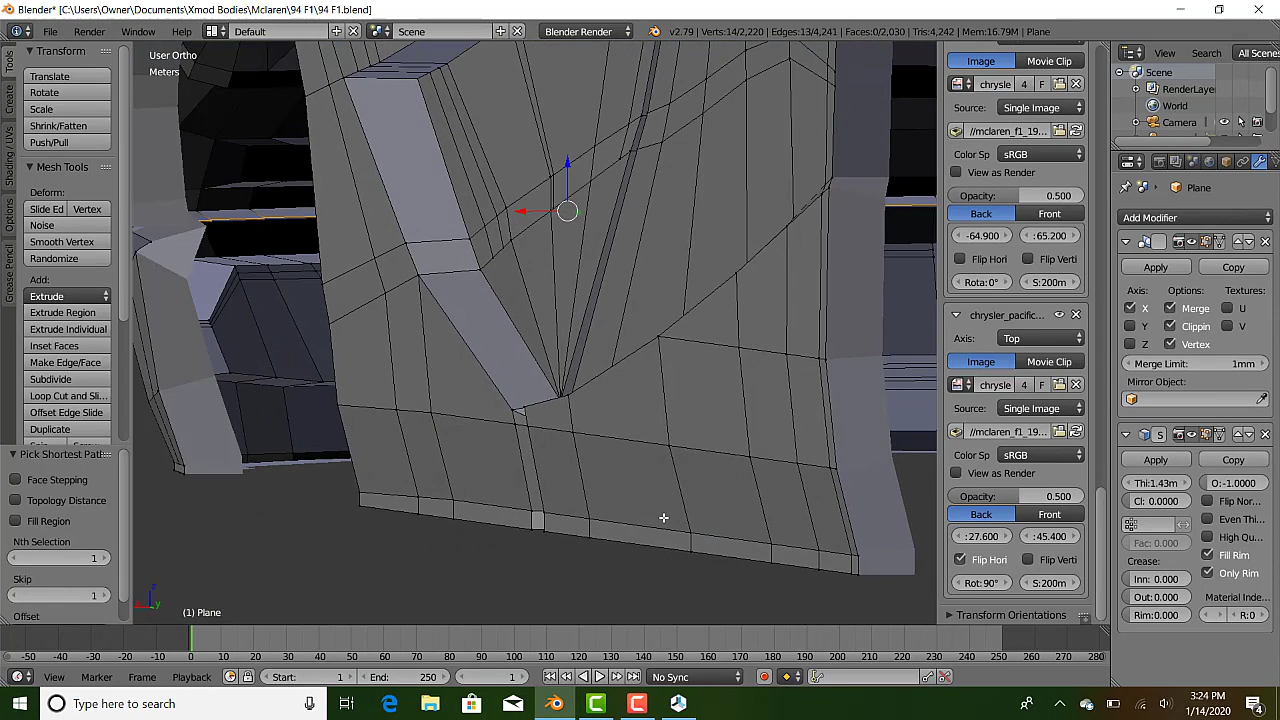 Blender* [C:\Users\Owner\Documents\Xmod Bodies\Mclaren\94 F1\94 F1.blend]
File Render Window Help Default Scene Blender Render v2.79 | Verts:14/2,220 | Edges:13/4,241 | Faces:0/2,030 | Tris:4,242 | Mem:16.79M | Plane
Tools
Create
Shading / UVs
Options
Grease Pencil
Transform
Translate
Rotate
Scale
Shrink/Fatten
Push/Pull
Mesh Tools
Deform:
Slide Ed Vertex
Noise
Smooth Vertex
Randomize
Add:
Extrude
Extrude Region
Extrude Individual
Inset Faces
Make Edge/Face
Subdivide
Loop Cut and Sli...
Offset Edge Slide
Duplicate
Pick Shortest Pat
Face Stepping
Topology Distance
Fill Region
Nth Selection
1
Skip
1
Offset
User Ortho
Meters
(1) Plane
Image Movie Clip
chrysle 4 F
Source: Single Image
//mclaren_f1_19...
Color Sp sRGB
View as Render
Opacity: 0.500
Back Front
-64.900 :65.200
Flip Hori Flip Verti
Rota: 0° S:200m
chrysler_pacific...
Axis: Top
Image Movie Clip
chrysle 4 F
Source: Single Image
//mclaren_f1_19...
Color Sp sRGB
View as Render
Opacity: 0.500
Back Front
:27.600 :45.400
Flip Hori Flip Verti
Rot: 90° S:200m
Transform Orientations
View Search All Scenes
Scene
RenderLayer
World
Camera
Plane
Add Modifier
Apply Copy
Axis: Options: Textures:
X Merge U
Y Clippin V
Z Vertex
Merge Limit: 1mm
Mirror Object:
S
Apply Copy
Thi:1.43m O:-1.0000
Cl: 0.0000 Flip Nor
Even Thi
Fac: 0.000 High Qu
Crease: Fill Rim
Inn: 0.000 Only Rim
Out:0.000 Material Inde
Rim:0.000 R:0
-50 -40 -30 -20 -10 0 10 20 30 40 50 60 70 80 90 100 110 120 130 140 150 160 170 180 190 200 210 220 230 240 250 260 270 280
View Marker Frame Playback Start: 1 End: 250 1 No Sync
Type here to search
3:24 PM
1/14/2020